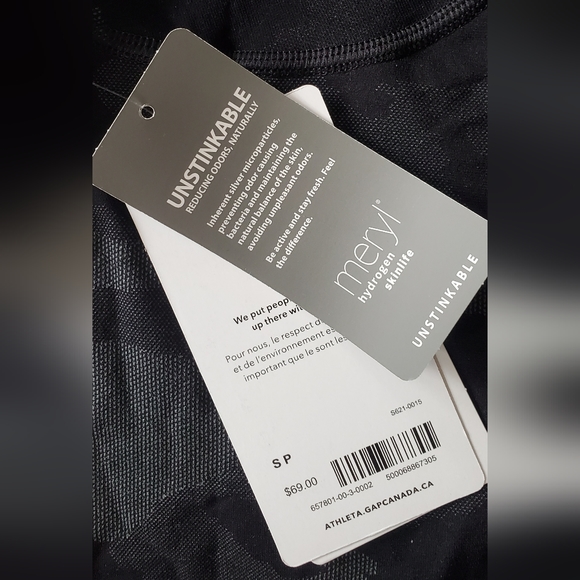 UNSTINKABLE
REDUCING ODORS, NATURALLY
Inherent silver microparticles,
preventing odor causing
bacteria and maintaining the
natural balance of the skin,
avoiding unpleasant odors.
Be active and stay fresh. Feel
the difference.
meryl®
hydrogen
skinlife
UNSTINKABLE
We put peop
up there wi
Pour nous, le respect d
et de l'environnement es
important que le sont les
S621-0015
S P
$69.00
657801-00-3-0002 500068867305
ATHLETA.GAPCANADA.CA